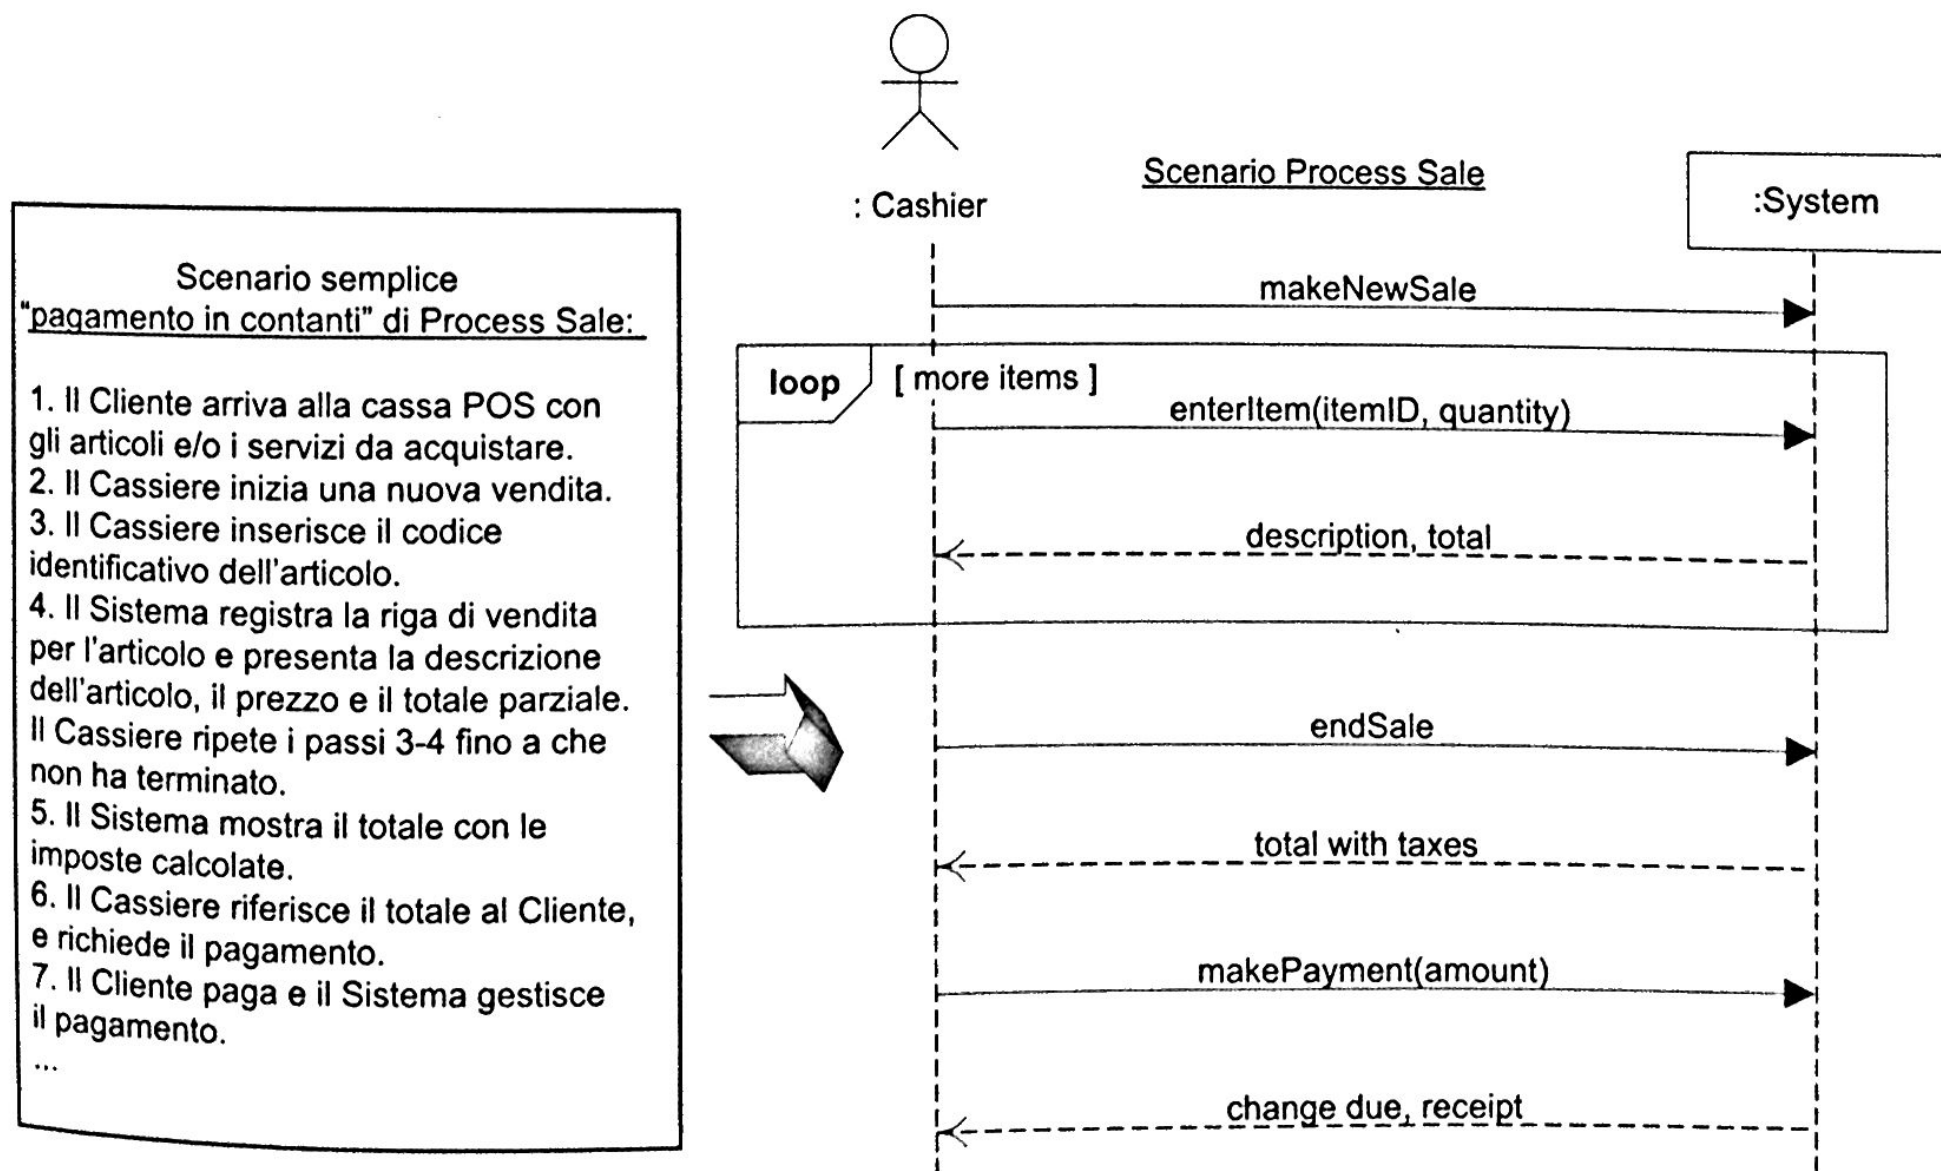 Scenario semplice
"pagamento in contanti" di Process Sale:
1. Il Cliente arriva alla cassa POS con
gli articoli e/o i servizi da acquistare.
2. Il Cassiere inizia una nuova vendita.
3. Il Cassiere inserisce il codice
identificativo dell'articolo.
4. Il Sistema registra la riga di vendita
per l'articolo e presenta la descrizione
dell'articolo, il prezzo e il totale parziale.
Il Cassiere ripete i passi 3-4 fino a che
non ha terminato.
5. Il Sistema mostra il totale con le
imposte calcolate.
6. Il Cassiere riferisce il totale al Cliente,
e richiede il pagamento.
7. Il Cliente paga e il Sistema gestisce
il pagamento.
...
Scenario Process Sale
: Cashier
:System
makeNewSale
loop [ more items ]
enterItem(itemID, quantity)
description, total
endSale
total with taxes
makePayment(amount)
change due, receipt